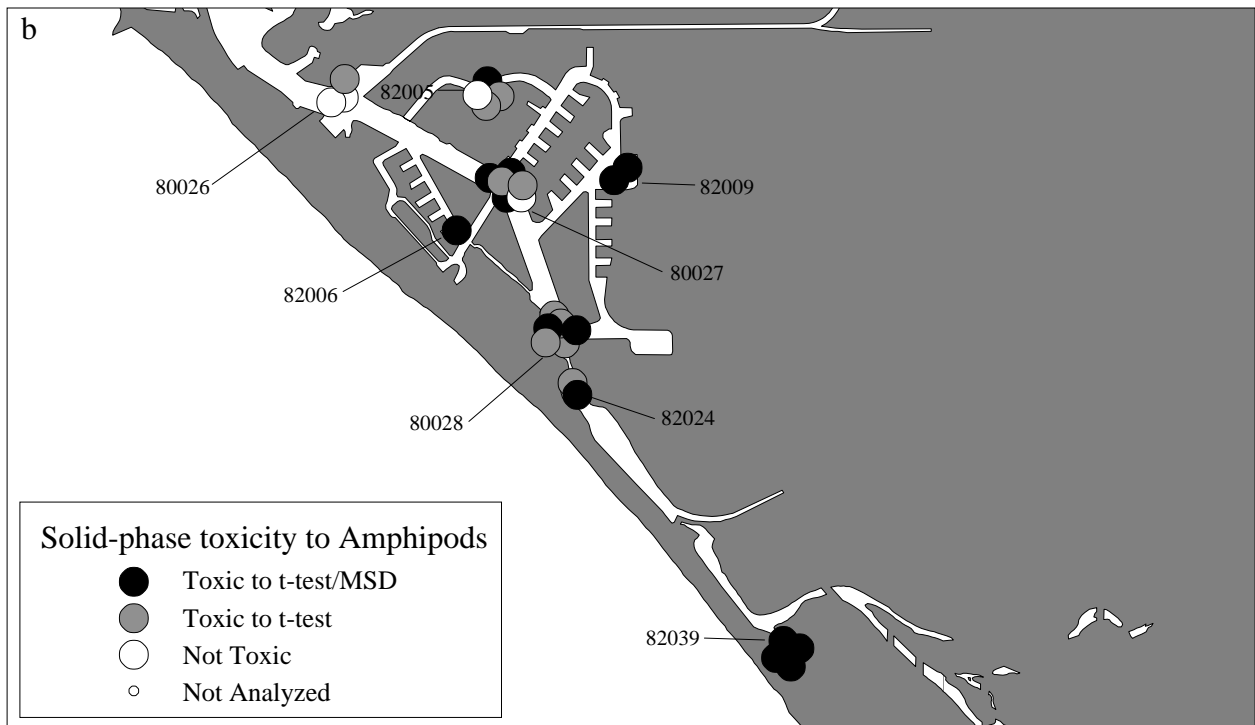 b
82005
80026
82009
80027
82006
80028
82024
82039
Solid-phase toxicity to Amphipods
Toxic to t-test/MSD
Toxic to t-test
Not Toxic
Not Analyzed